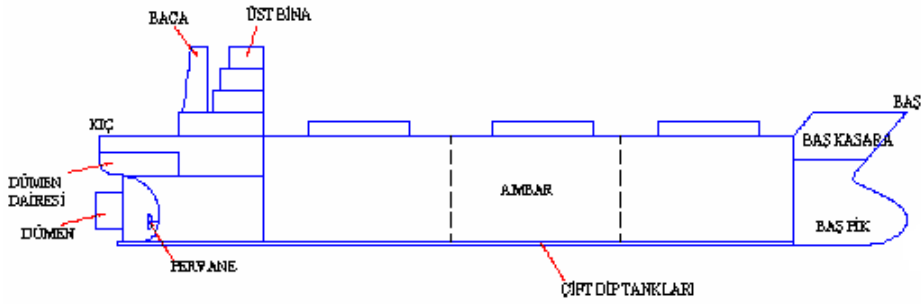 BACA
ÜST BİNA
BAŞ
KIÇ
BAŞ KASARA
DÜMEN
DAİRESİ
AMBAR
DÜMEN
BAŞ PİK
PERVANE
ÇİFT DİP TANKLARI